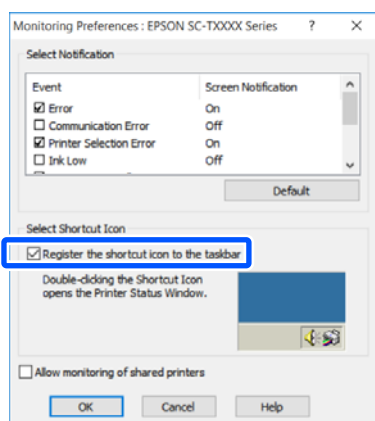 Monitoring Preferences : EPSON SC-TXXXX Series ? ✕
Select Notification
Event Screen Notification
Error On
Communication Error Off
Printer Selection Error On
Ink Low Off
Default
Select Shortcut Icon
Register the shortcut icon to the taskbar
Double-clicking the Shortcut Icon
opens the Printer Status Window.
Allow monitoring of shared printers
OK Cancel Help